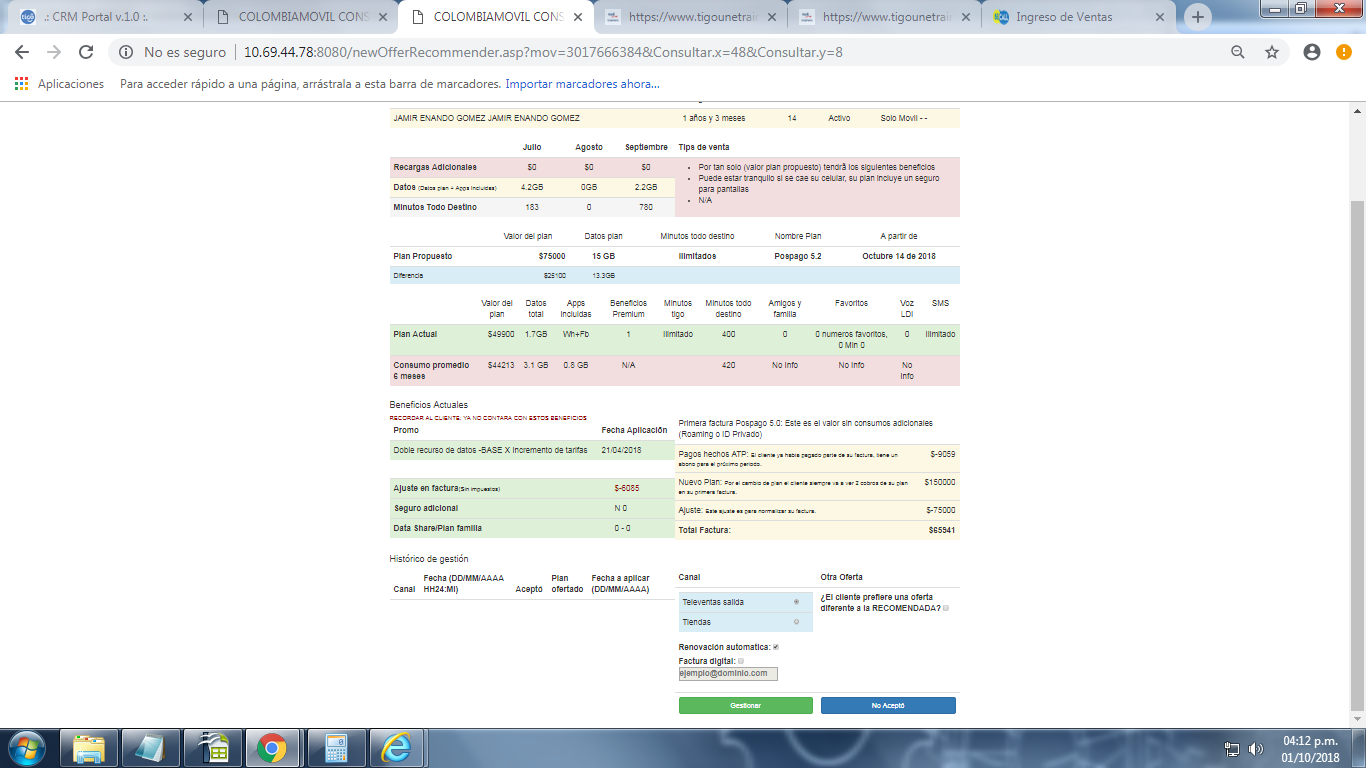 .: CRM Portal v.1.0 :.
COLOMBIAMOVIL CONS
COLOMBIAMOVIL CONS
https://www.tigounetrain
https://www.tigounetrain
Ingreso de Ventas
No es seguro
10.69.44.78:8080/newOfferRecommender.asp?mov=3017666384&Consultar.x=48&Consultar.y=8
Aplicaciones Para acceder rápido a una página, arrástrala a esta barra de marcadores. Importar marcadores ahora...
JAMIR ENANDO GOMEZ JAMIR ENANDO GOMEZ 1 años y 3 meses 14 Activo Solo Movil - -
Julio Agosto Septiembre
Recargas Adicionales $0 $0 $0
Datos (Datos plan + Apps incluidas) 4.2GB 0GB 2.2GB
Minutos Todo Destino 183 0 780
Tips de venta
Por tan solo (valor plan propuesto) tendrá los siguientes beneficios
Puede estar tranquilo si se cae su celular, su plan incluye un seguro
para pantallas
N/A
Valor del plan Datos plan Minutos todo destino Nombre Plan A partir de
Plan Propuesto $75000 15 GB Ilimitados Pospago 5.2 Octubre 14 de 2018
Diferencia $25100 13.3GB
Valor del Datos Apps Beneficios Minutos Minutos todo Amigos y Favoritos Voz SMS
plan total incluidas Premium tigo destino familia LDI
Plan Actual $49900 1.7GB Wh+Fb 1 Ilimitado 400 0 0 numeros favoritos, 0 Ilimitado
0 Min 0
Consumo promedio $44213 3.1 GB 0.8 GB N/A 420 No info No info No
6 meses info
Beneficios Actuales
RECORDAR AL CLIENTE: YA NO CONTARA CON ESTOS BENEFICIOS
Promo Fecha Aplicación
Doble recurso de datos -BASE X Incremento de tarifas 21/04/2018
Ajuste en factura(Sin impuestos) $-6085
Seguro adicional N 0
Data Share/Plan familia 0 - 0
Primera factura Pospago 5.0: Este es el valor sin consumos adicionales
(Roaming o ID Privado)
Pagos hechos ATP: El cliente ya habia pagado parte de su factura, tiene un $-9059
abono para el próximo periodo.
Nuevo Plan: Por el cambio de plan el cliente siempre va a ver 2 cobros de su plan $150000
en su primera factura.
Ajuste: Este ajuste es para normalizar su factura. $-75000
Total Factura: $65941
Histórico de gestión
Canal Fecha (DD/MM/AAAA Aceptó Plan Fecha a aplicar
HH24:MI) ofertado (DD/MM/AAAA)
Canal
Televentas salida
Tiendas
Otra Oferta
¿El cliente prefiere una oferta
diferente a la RECOMENDADA?
Renovación automatica:
Factura digital:
ejemplo@dominio.com
Gestionar
No Aceptó
04:12 p.m.
01/10/2018